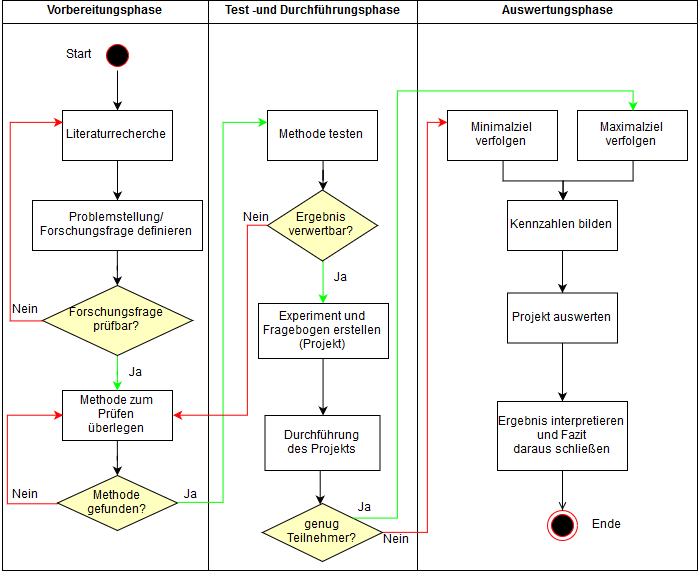 Vorbereitungsphase
Test -und Durchführungsphase
Auswertungsphase
Start
Literaturrecherche
Problemstellung/
Forschungsfrage definieren
Nein
Forschungsfrage
prüfbar?
Ja
Methode zum
Prüfen
überlegen
Nein
Methode
gefunden?
Ja
Methode testen
Nein
Ergebnis
verwertbar?
Ja
Experiment und
Fragebogen erstellen
(Projekt)
Durchführung
des Projekts
Ja
genug
Teilnehmer?
Nein
Minimalziel
verfolgen
Maximalziel
verfolgen
Kennzahlen bilden
Projekt auswerten
Ergebnis interpretieren
und Fazit
daraus schließen
Ende